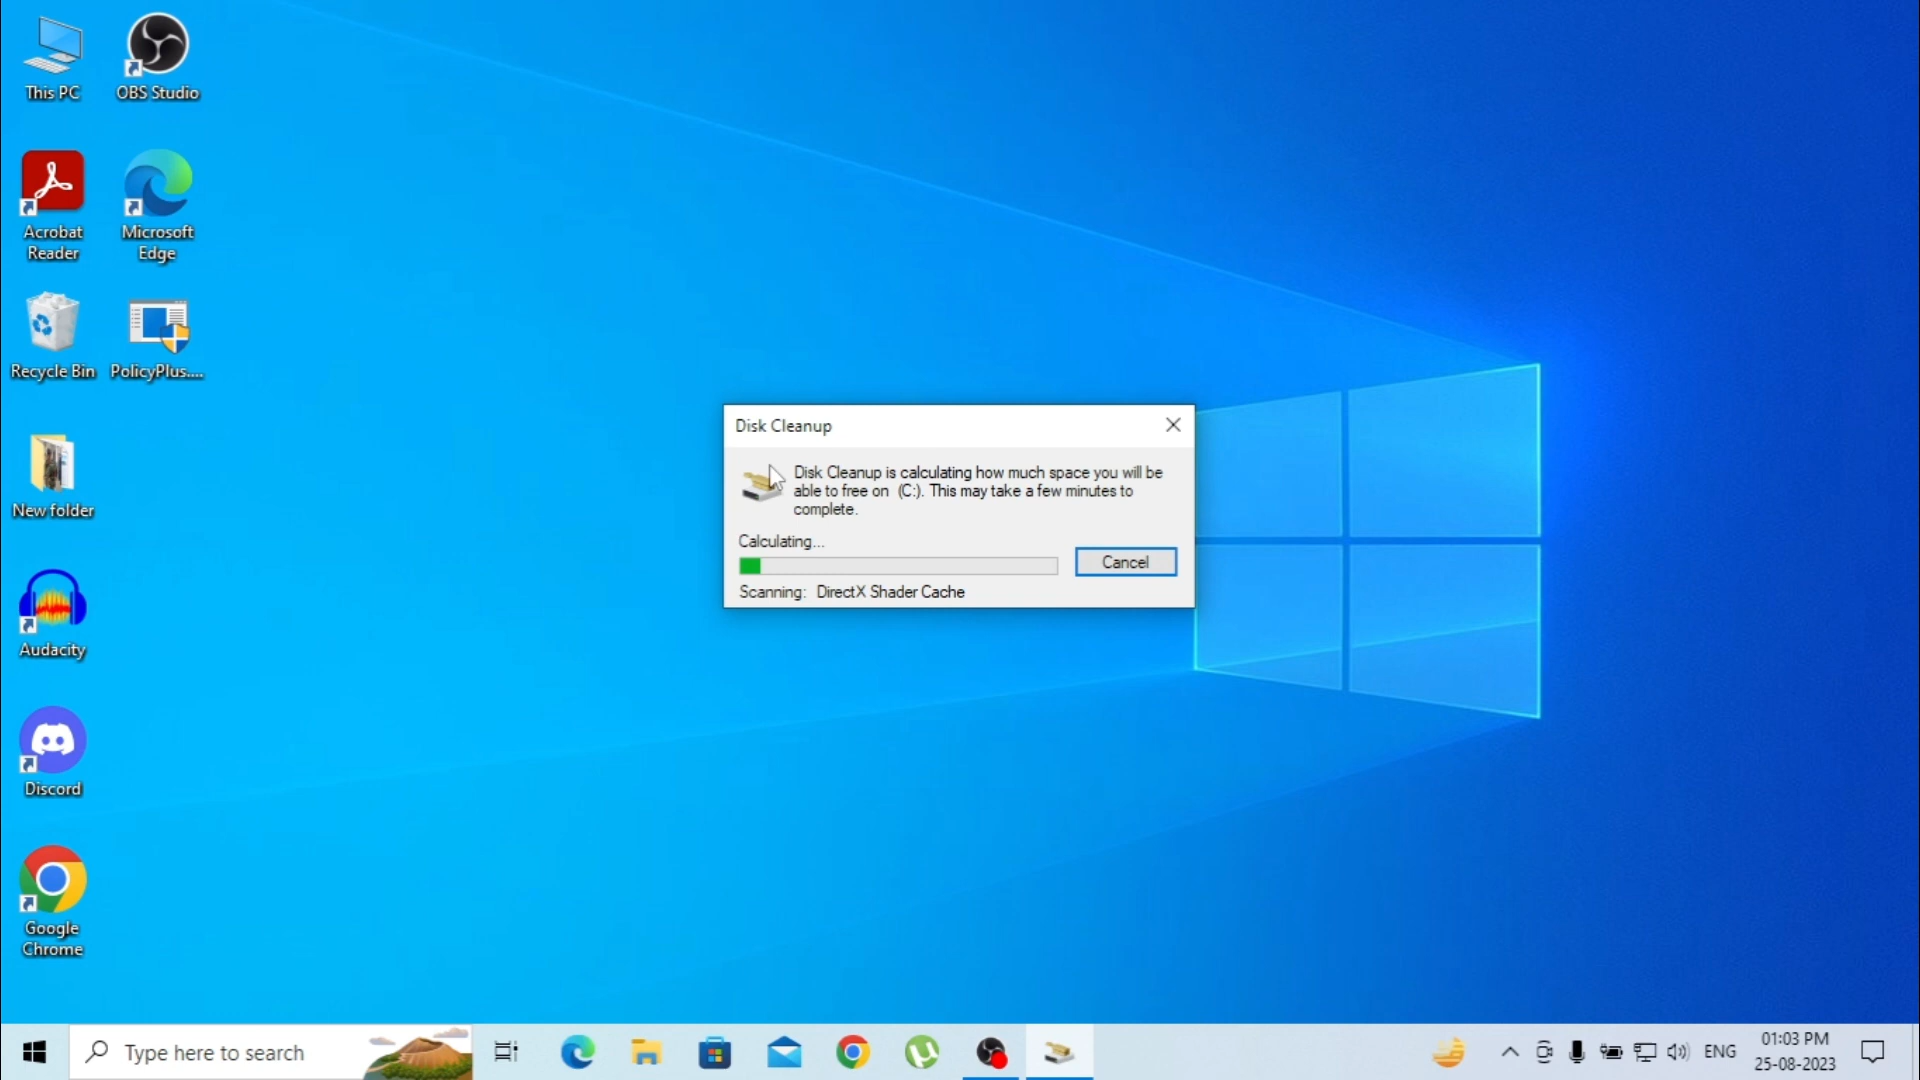 This PC
OBS Studio
Acrobat
Reader
Microsoft
Edge
Recycle Bin
PolicyPlus....
New folder
Audacity
Discord
Google
Chrome
Disk Cleanup
Disk Cleanup is calculating how much space you will be
able to free on (C:). This may take a few minutes to
complete.
Calculating...
Cancel
Scanning: DirectX Shader Cache
Type here to search
ENG
01:03 PM
25-08-2023